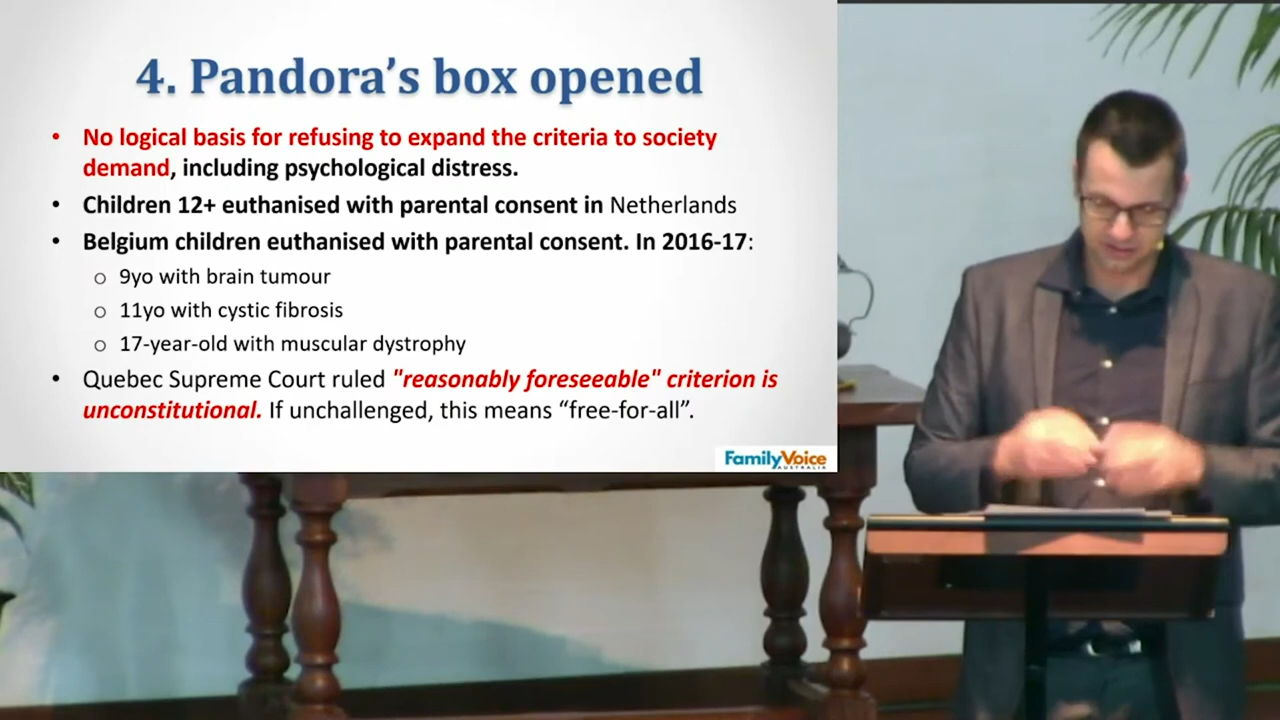 4. Pandora’s box opened
• No logical basis for refusing to expand the criteria to society
demand, including psychological distress.
• Children 12+ euthanised with parental consent in Netherlands
• Belgium children euthanised with parental consent. In 2016-17:
o 9yo with brain tumour
o 11yo with cystic fibrosis
o 17-year-old with muscular dystrophy
• Quebec Supreme Court ruled "reasonably foreseeable" criterion is
unconstitutional. If unchallenged, this means “free-for-all”.
FamilyVoice
AUSTRALIA